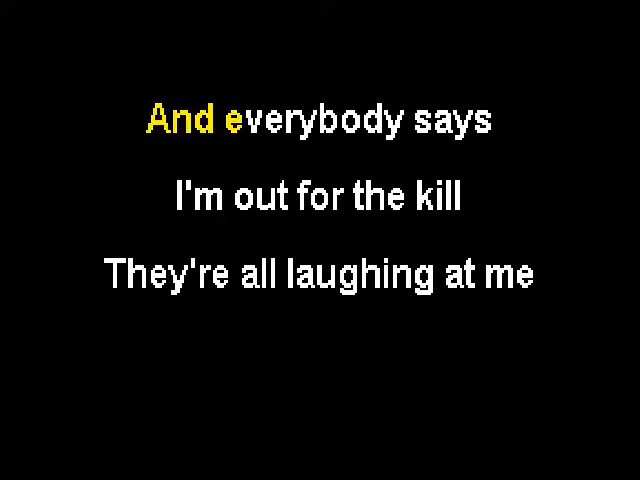 And everybody says
I'm out for the kill
They're all laughing at me